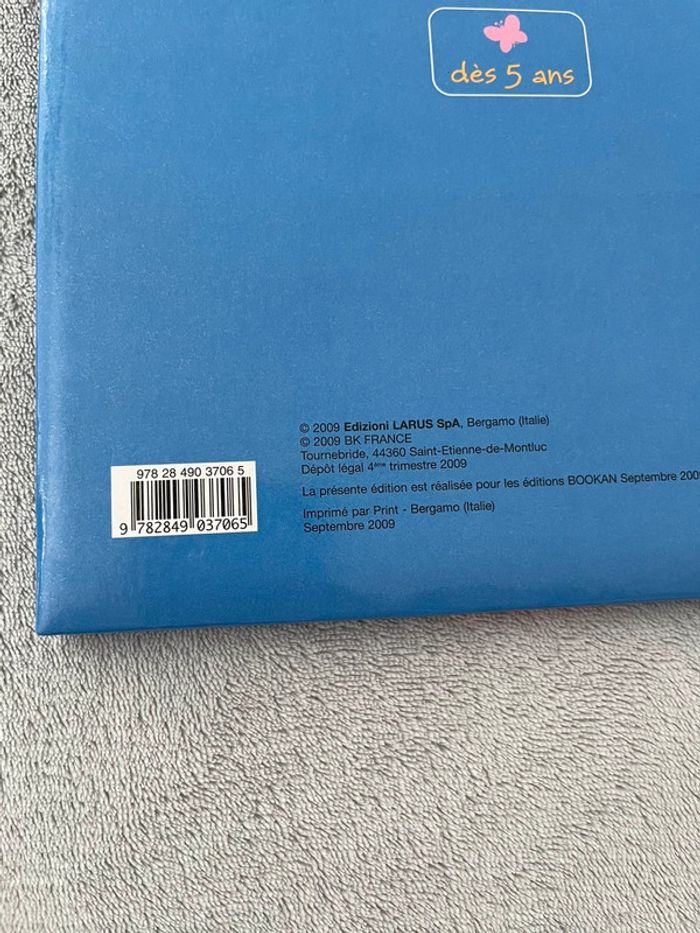 dès 5 ans
© 2009 Edizioni LARUS SpA, Bergamo (Italie)
© 2009 BK FRANCE
Tournebride, 44360 Saint-Etienne-de-Montluc
Dépôt légal 4ème trimestre 2009
La présente édition est réalisée pour les éditions BOOKAN Septembre 2009
Imprimé par Print - Bergamo (Italie)
Septembre 2009
978 28 490 3706 5
9 782849 037065